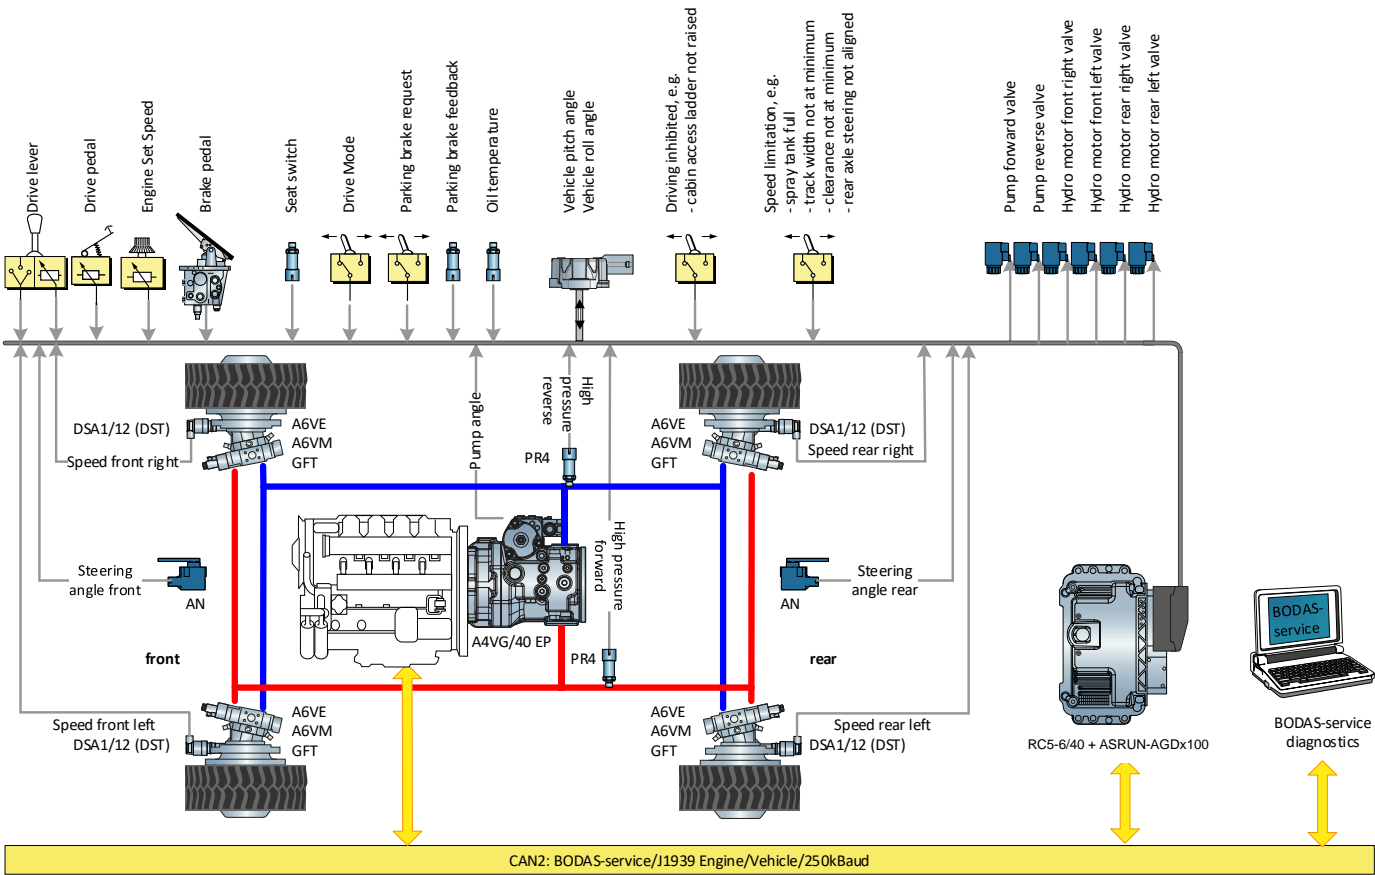 Drive lever
Drive pedal
Engine Set Speed
Brake pedal
Seat switch
Drive Mode
Parking brake request
Parking brake feedback
Oil temperature
Vehicle pitch angle
Vehicle roll angle
Driving inhibited, e.g.
- cabin access ladder not raised
Speed limitation, e.g.
- spray tank full
- track width not at minimum
- clearance not at minimum
- rear axle steering not aligned
Pump forward valve
Pump reverse valve
Hydro motor front right valve
Hydro motor front left valve
Hydro motor rear right valve
Hydro motor rear left valve
DSA1/12 (DST)
Speed front right
A6VE
A6VM
GFT
Pump angle
High
pressure
reverse
PR4
A6VE
A6VM
GFT
DSA1/12 (DST)
Speed rear right
Steering
angle front
AN
A4VG/40 EP
High pressure
forward
PR4
AN
Steering
angle rear
front
rear
Speed front left
DSA1/12 (DST)
A6VE
A6VM
GFT
A6VE
A6VM
GFT
Speed rear left
DSA1/12 (DST)
RC5-6/40 + ASRUN-AGDx100
BODAS-
service
BODAS-service
diagnostics
CAN2: BODAS-service/J1939 Engine/Vehicle/250kBaud